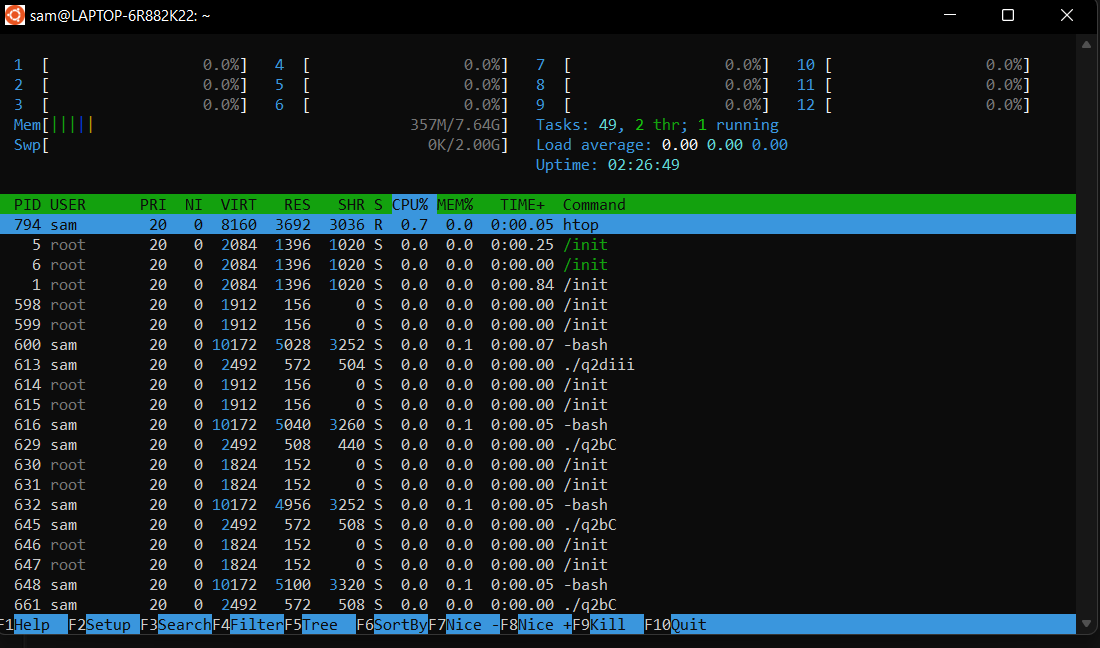 sam@LAPTOP-6R882K22: ~
1 [ 0.0%] 4 [ 0.0%] 7 [ 0.0%] 10 [ 0.0%]
2 [ 0.0%] 5 [ 0.0%] 8 [ 0.0%] 11 [ 0.0%]
3 [ 0.0%] 6 [ 0.0%] 9 [ 0.0%] 12 [ 0.0%]
Mem[||||| 357M/7.64G] Tasks: 49, 2 thr; 1 running
Swp[ 0K/2.00G] Load average: 0.00 0.00 0.00
Uptime: 02:26:49
PID USER PRI NI VIRT RES SHR S CPU% MEM% TIME+ Command
794 sam 20 0 8160 3692 3036 R 0.7 0.0 0:00.05 htop
5 root 20 0 2084 1396 1020 S 0.0 0.0 0:00.25 /init
6 root 20 0 2084 1396 1020 S 0.0 0.0 0:00.00 /init
1 root 20 0 2084 1396 1020 S 0.0 0.0 0:00.84 /init
598 root 20 0 1912 156 0 S 0.0 0.0 0:00.00 /init
599 root 20 0 1912 156 0 S 0.0 0.0 0:00.00 /init
600 sam 20 0 10172 5028 3252 S 0.0 0.1 0:00.07 -bash
613 sam 20 0 2492 572 504 S 0.0 0.0 0:00.00 ./q2diii
614 root 20 0 1912 156 0 S 0.0 0.0 0:00.00 /init
615 root 20 0 1912 156 0 S 0.0 0.0 0:00.00 /init
616 sam 20 0 10172 5040 3260 S 0.0 0.1 0:00.05 -bash
629 sam 20 0 2492 508 440 S 0.0 0.0 0:00.00 ./q2bC
630 root 20 0 1824 152 0 S 0.0 0.0 0:00.00 /init
631 root 20 0 1824 152 0 S 0.0 0.0 0:00.00 /init
632 sam 20 0 10172 4956 3252 S 0.0 0.1 0:00.05 -bash
645 sam 20 0 2492 572 508 S 0.0 0.0 0:00.00 ./q2bC
646 root 20 0 1824 152 0 S 0.0 0.0 0:00.00 /init
647 root 20 0 1824 152 0 S 0.0 0.0 0:00.00 /init
648 sam 20 0 10172 5100 3320 S 0.0 0.1 0:00.05 -bash
661 sam 20 0 2492 572 508 S 0.0 0.0 0:00.00 ./q2bC
F1Help F2Setup F3SearchF4FilterF5Tree F6SortByF7Nice -F8Nice +F9Kill F10Quit